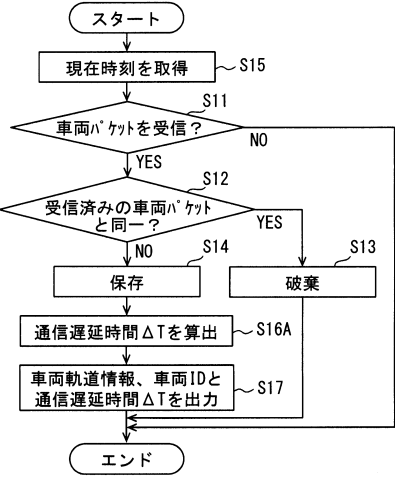 スタート
現在時刻を取得
S15
S11
車両ﾊﾟｹｯﾄを受信？
NO
YES
S12
受信済みの車両ﾊﾟｹｯﾄ
と同一？
YES
NO
S14
S13
保存
破棄
通信遅延時間ΔTを算出
S16A
車両軌道情報、車両IDと
通信遅延時間ΔTを出力
S17
エンド